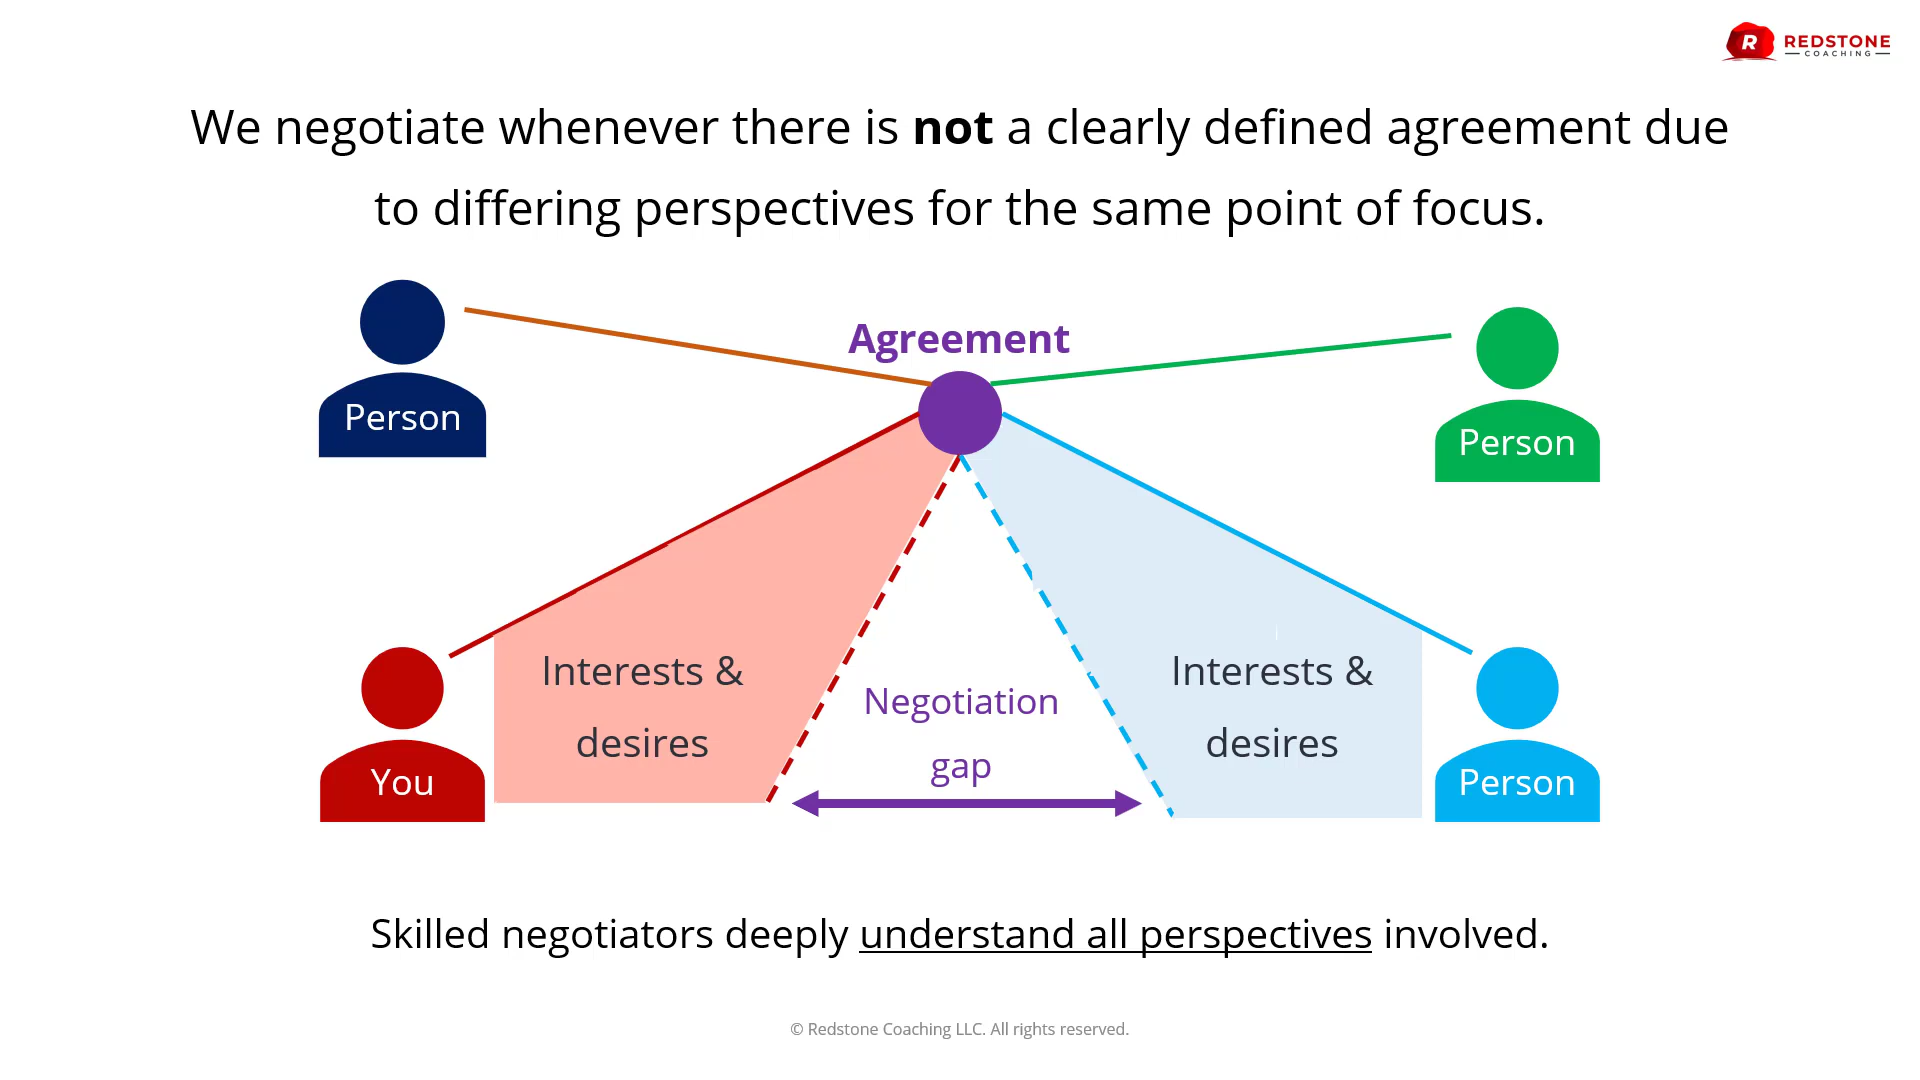 R
REDSTONE
COACHING
We negotiate whenever there is not a clearly defined agreement due
to differing perspectives for the same point of focus.
Agreement
Person
Person
Interests &
desires
Negotiation
gap
Interests &
desires
You
Person
Skilled negotiators deeply understand all perspectives involved.
© Redstone Coaching LLC. All rights reserved.